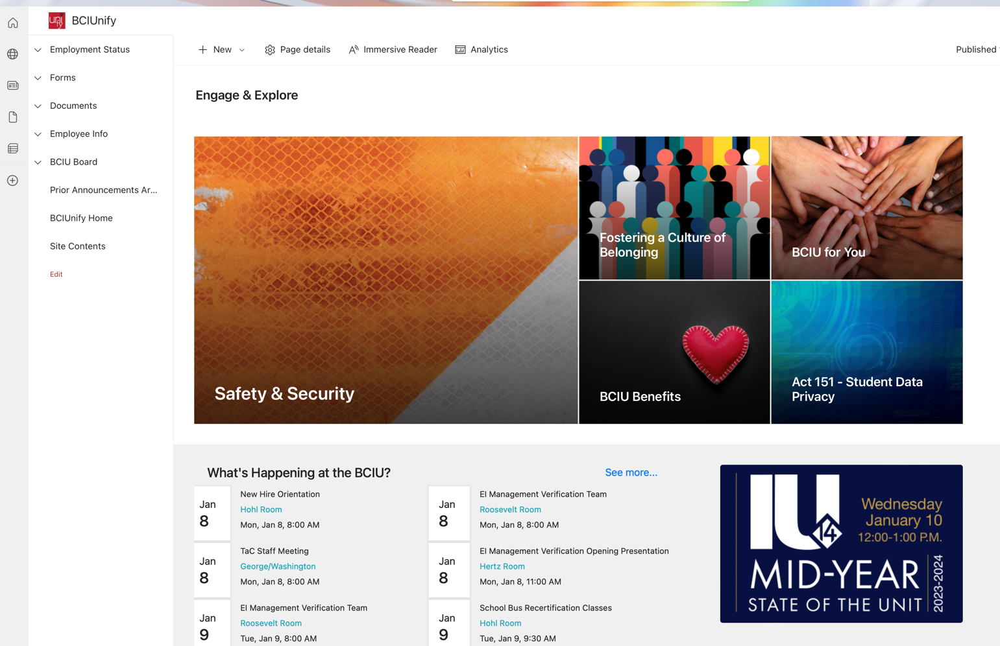 BCIUnify
Employment Status
Forms
Documents
Employee Info
BCIU Board
Prior Announcements Ar...
BCIUnify Home
Site Contents
Edit
New
Page details
Immersive Reader
Analytics
Published
Engage & Explore
Safety & Security
Fostering a Culture of
Belonging
BCIU for You
BCIU Benefits
Act 151 - Student Data
Privacy
What's Happening at the BCIU?
See more...
Jan
8
New Hire Orientation
Hohl Room
Mon, Jan 8, 8:00 AM
Jan
8
EI Management Verification Team
Roosevelt Room
Mon, Jan 8, 8:00 AM
Jan
8
TaC Staff Meeting
George/Washington
Mon, Jan 8, 8:00 AM
Jan
8
EI Management Verification Opening Presentation
Hertz Room
Mon, Jan 8, 11:00 AM
Jan
9
EI Management Verification Team
Roosevelt Room
Tue, Jan 9, 8:00 AM
Jan
9
School Bus Recertification Classes
Hohl Room
Tue, Jan 9, 9:30 AM
IU
14
Wednesday
January 10
12:00-1:00 P.M.
MID-YEAR
STATE OF THE UNIT
2023-2024